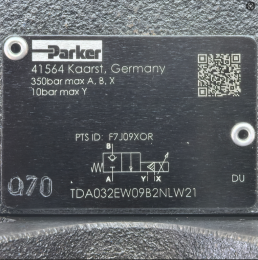 Parker
41564 Kaarst, Germany
350bar max A, B, X
10bar max Y
PTS ID: F7J09XOR
B
A Y X
Q70
DU
TDA032EW09B2NLW21